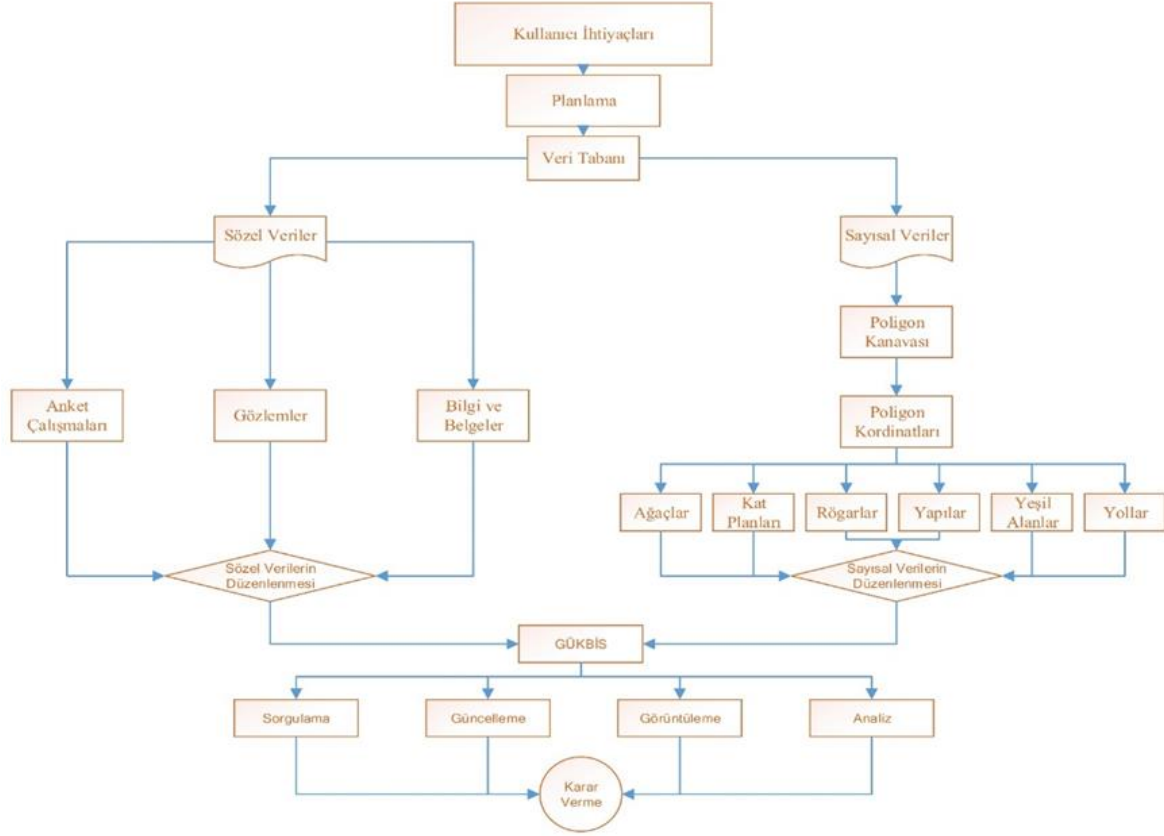 Kullanıcı İhtiyaçları
Planlama
Veri Tabanı
Sözel Veriler
Sayısal Veriler
Poligon
Kanavası
Anket
Çalışmaları
Gözlemler
Bilgi ve
Belgeler
Poligon
Kordinatları
Ağaçlar
Kat
Planları
Rögarlar
Yapılar
Yeşil
Alanlar
Yollar
Sözel Verilerin
Düzenlenmesi
Sayısal Verilerin
Düzenlenmesi
GÜKBİS
Sorgulama
Güncelleme
Görüntüleme
Analiz
Karar
Verme